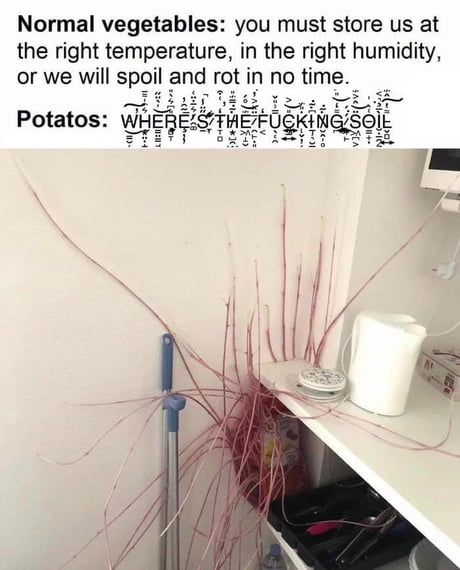 Normal vegetables: you must store us at
the right temperature, in the right humidity,
or we will spoil and rot in no time.
Potatos: WHERE'S THE FUCKING SOIL